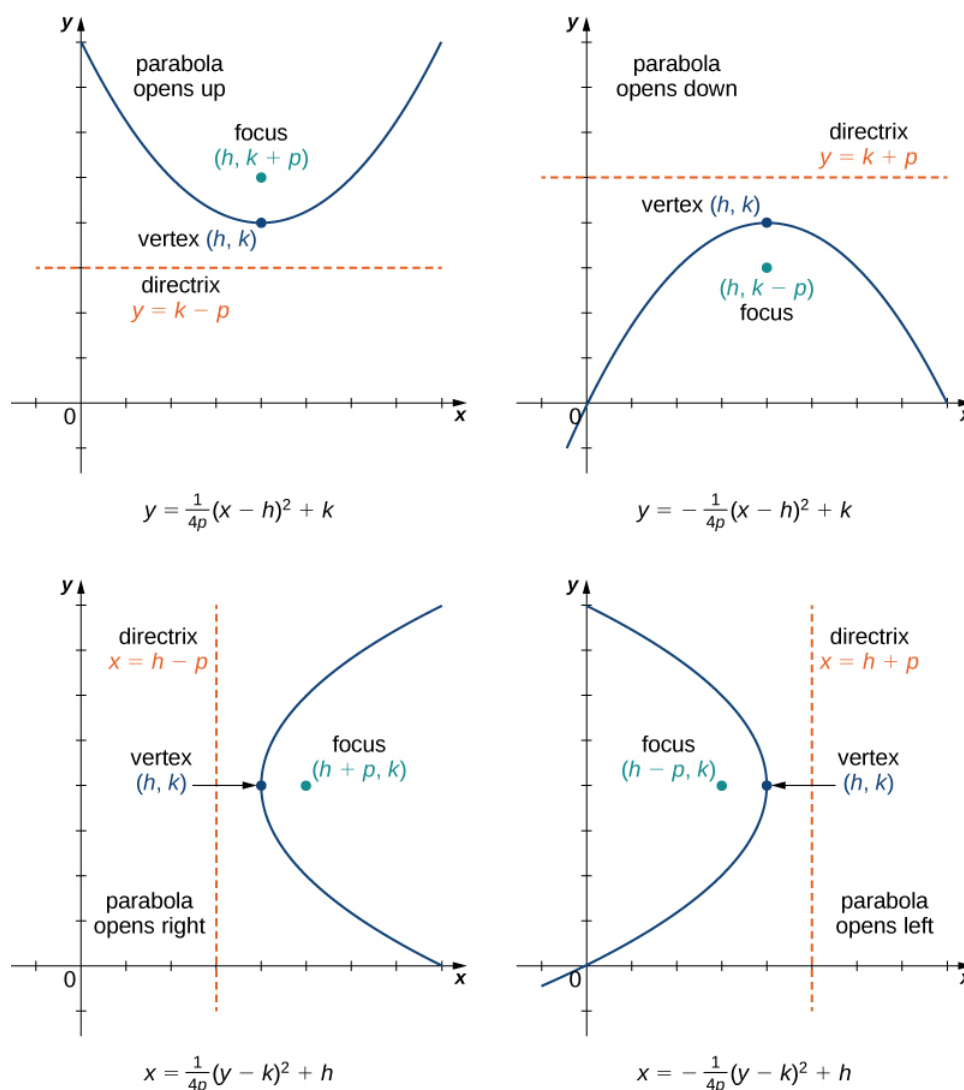 y
parabola
opens up
focus
(h, k + p)
vertex (h, k)
directrix
y = k − p
0
x
y = 1/4p (x − h)² + k
y
parabola
opens down
directrix
y = k + p
vertex (h, k)
(h, k − p)
focus
0
x
y = − 1/4p (x − h)² + k
y
directrix
x = h − p
focus
(h + p, k)
vertex
(h, k)
parabola
opens right
0
x
x = 1/4p (y − k)² + h
y
directrix
x = h + p
focus
(h − p, k)
vertex
(h, k)
parabola
opens left
0
x
x = − 1/4p (y − k)² + h